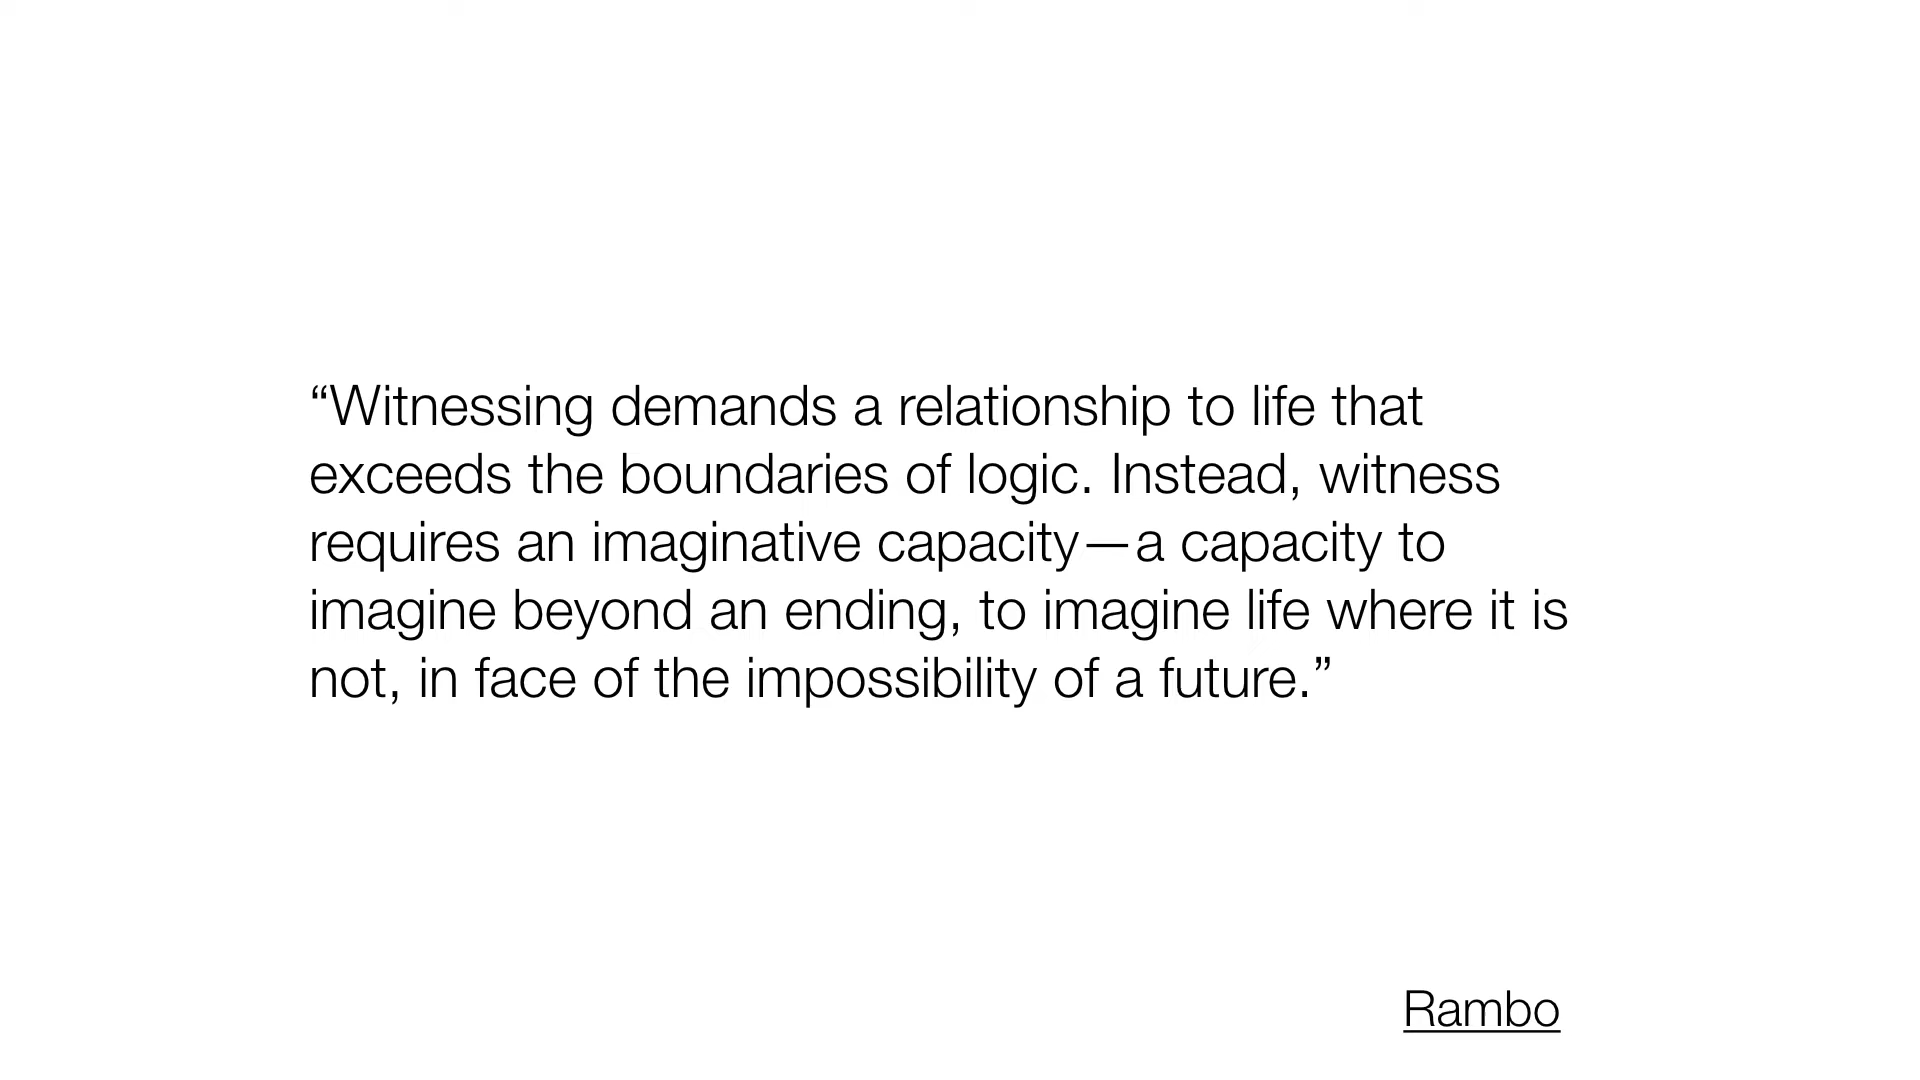 “Witnessing demands a relationship to life that
exceeds the boundaries of logic. Instead, witness
requires an imaginative capacity—a capacity to
imagine beyond an ending, to imagine life where it is
not, in face of the impossibility of a future.”
Rambo